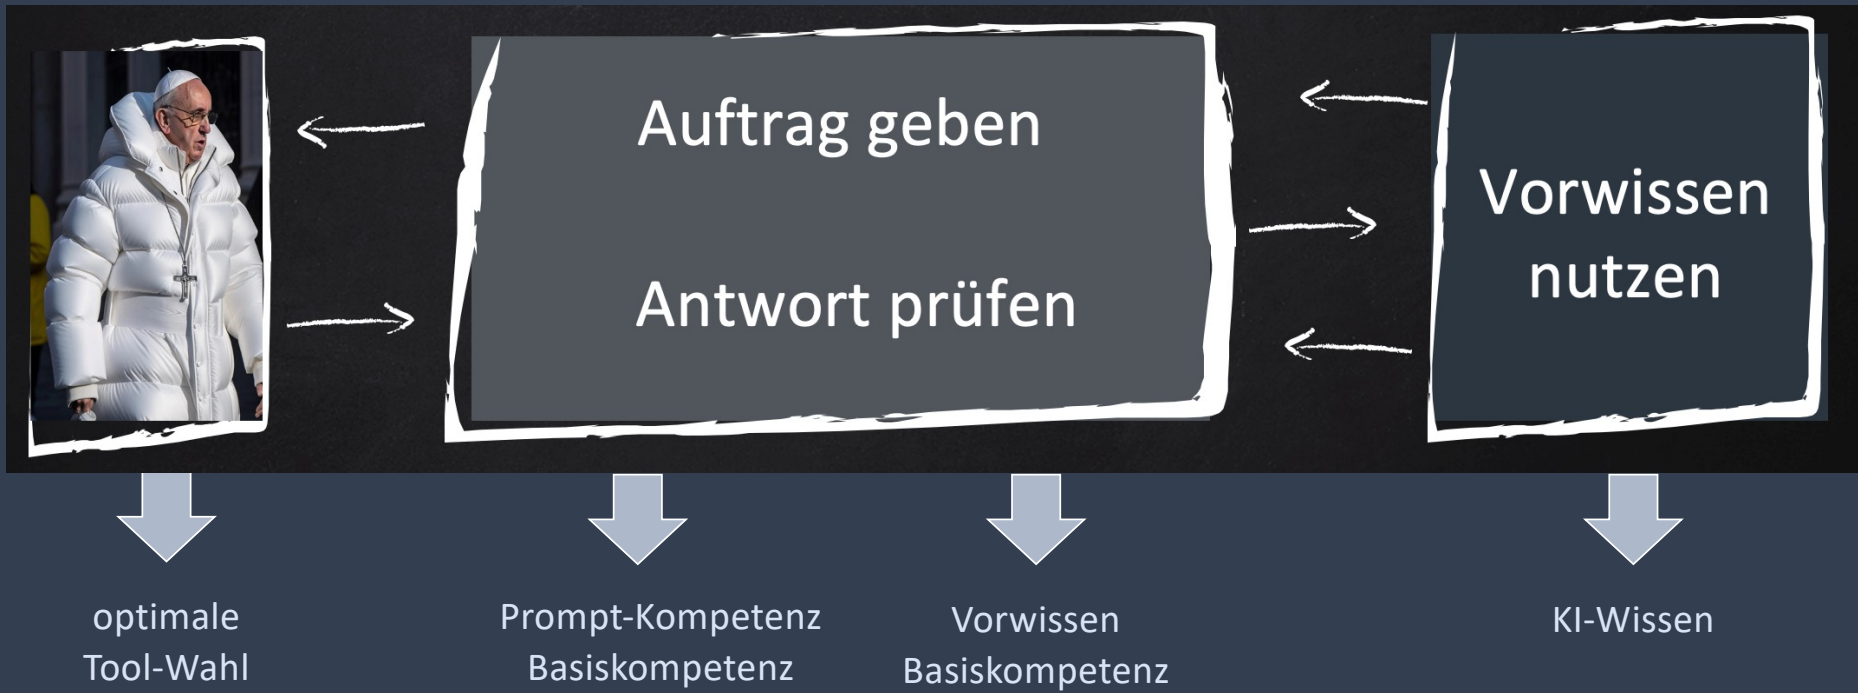 Auftrag geben
Antwort prüfen
Vorwissen
nutzen
optimale
Tool-Wahl
Prompt-Kompetenz
Basiskompetenz
Vorwissen
Basiskompetenz
KI-Wissen